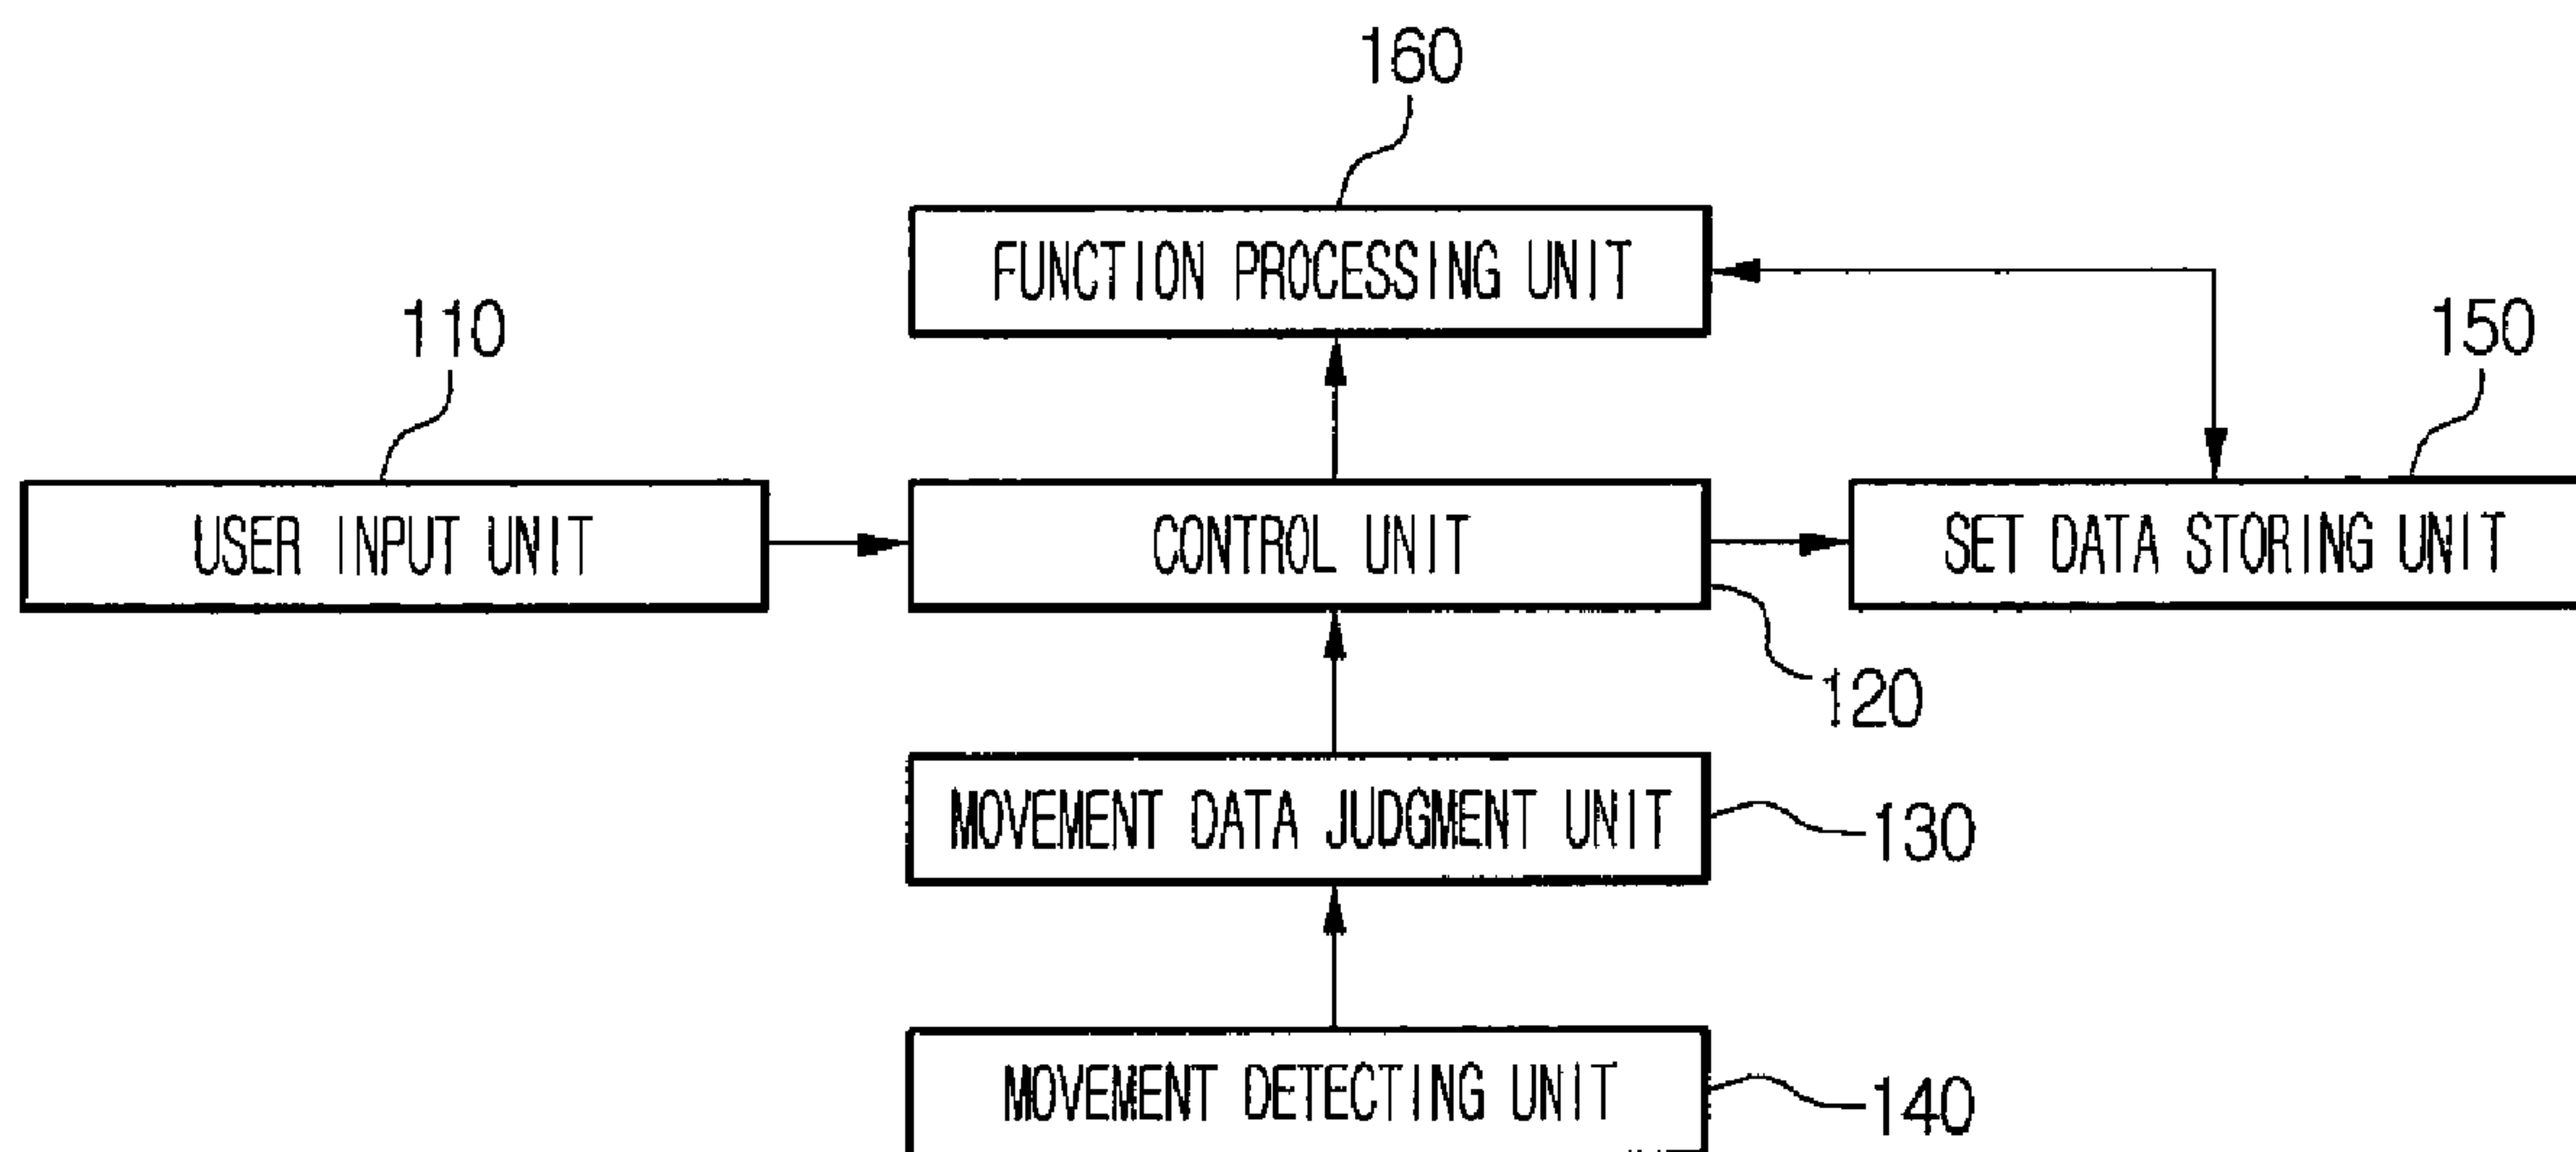 160
FUNCTION PROCESSING UNIT
110
150
USER INPUT UNIT
CONTROL UNIT
SET DATA STORING UNIT
120
MOVEMENT DATA JUDGMENT UNIT
130
MOVEMENT DETECTING UNIT
140